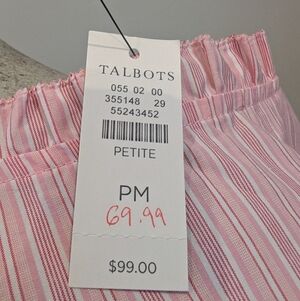 TALBOTS
055 02 00
355148 29
55243452
PETITE
PM
69.99
$99.00